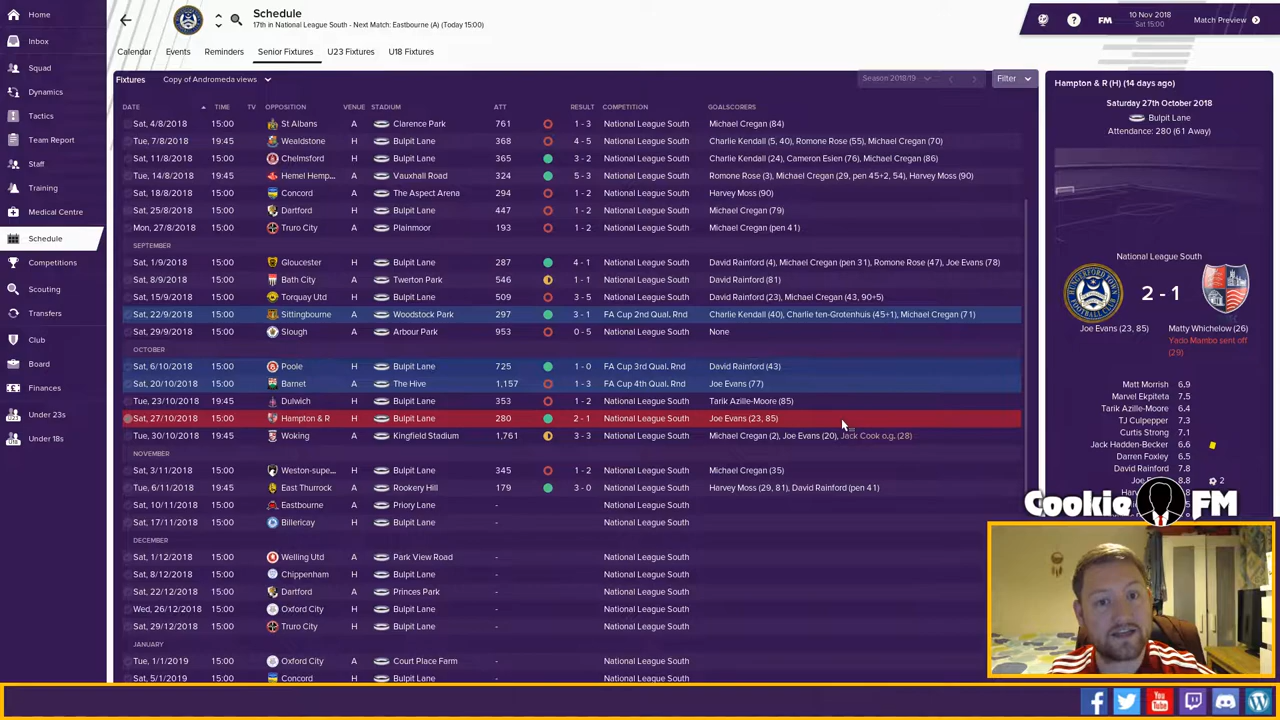 Home
Inbox
Squad
Dynamics
Tactics
Team Report
Staff
Training
Medical Centre
Schedule
Competitions
Scouting
Transfers
Club
Board
Finances
Under 23s
Under 18s
Schedule
17th in National League South - Next Match: Eastbourne (A) (Today 15:00)
FM
10 Nov 2018
Sat 15:00
Match Preview
Calendar Events Reminders Senior Fixtures U23 Fixtures U18 Fixtures
Fixtures Copy of Andromeda views Season 2018/19 Filter
DATE TIME TV OPPOSITION VENUE STADIUM ATT RESULT COMPETITION GOALSCORERS
Sat, 4/8/2018 15:00 St Albans A Clarence Park 761 1 - 3 National League South Michael Cregan (84)
Tue, 7/8/2018 19:45 Wealdstone H Bulpit Lane 368 4 - 5 National League South Charlie Kendall (5, 40), Romone Rose (55), Michael Cregan (70)
Sat, 11/8/2018 15:00 Chelmsford H Bulpit Lane 365 3 - 2 National League South Charlie Kendall (24), Cameron Esien (76), Michael Cregan (86)
Tue, 14/8/2018 19:45 Hemel Hemp... A Vauxhall Road 324 5 - 3 National League South Romone Rose (3), Michael Cregan (29, pen 45+2, 54), Harvey Moss (90)
Sat, 18/8/2018 15:00 Concord A The Aspect Arena 294 1 - 2 National League South Harvey Moss (90)
Sat, 25/8/2018 15:00 Dartford H Bulpit Lane 447 1 - 2 National League South Michael Cregan (79)
Mon, 27/8/2018 15:00 Truro City A Plainmoor 193 1 - 2 National League South Michael Cregan (pen 41)
SEPTEMBER
Sat, 1/9/2018 15:00 Gloucester H Bulpit Lane 287 4 - 1 National League South David Rainford (4), Michael Cregan (pen 31), Romone Rose (47), Joe Evans (78)
Sat, 8/9/2018 15:00 Bath City A Twerton Park 546 1 - 1 National League South David Rainford (81)
Sat, 15/9/2018 15:00 Torquay Utd H Bulpit Lane 509 3 - 5 National League South David Rainford (23), Michael Cregan (43, 90+5)
Sat, 22/9/2018 15:00 Sittingbourne A Woodstock Park 297 3 - 1 FA Cup 2nd Qual. Rnd Charlie Kendall (40), Charlie ten-Grotenhuis (45+1), Michael Cregan (71)
Sat, 29/9/2018 15:00 Slough A Arbour Park 953 0 - 5 National League South None
OCTOBER
Sat, 6/10/2018 15:00 Poole H Bulpit Lane 725 1 - 0 FA Cup 3rd Qual. Rnd David Rainford (43)
Sat, 20/10/2018 15:00 Barnet A The Hive 1,157 1 - 3 FA Cup 4th Qual. Rnd Joe Evans (77)
Tue, 23/10/2018 19:45 Dulwich H Bulpit Lane 353 1 - 2 National League South Tarik Azille-Moore (85)
Sat, 27/10/2018 15:00 Hampton & R H Bulpit Lane 280 2 - 1 National League South Joe Evans (23, 85)
Tue, 30/10/2018 19:45 Woking A Kingfield Stadium 1,761 3 - 3 National League South Michael Cregan (2), Joe Evans (20), Jack Cook o.g. (28)
NOVEMBER
Sat, 3/11/2018 15:00 Weston-supe... H Bulpit Lane 345 1 - 2 National League South Michael Cregan (35)
Tue, 6/11/2018 19:45 East Thurrock A Rookery Hill 179 3 - 0 National League South Harvey Moss (29, 81), David Rainford (pen 41)
Sat, 10/11/2018 15:00 Eastbourne A Priory Lane - National League South
Sat, 17/11/2018 15:00 Billericay H Bulpit Lane - National League South
DECEMBER
Sat, 1/12/2018 15:00 Welling Utd A Park View Road - National League South
Sat, 8/12/2018 15:00 Chippenham H Bulpit Lane - National League South
Sat, 22/12/2018 15:00 Dartford A Princes Park - National League South
Wed, 26/12/2018 15:00 Oxford City H Bulpit Lane - National League South
Sat, 29/12/2018 15:00 Truro City H Bulpit Lane - National League South
JANUARY
Tue, 1/1/2019 15:00 Oxford City A Court Place Farm - National League South
Sat, 5/1/2019 15:00 Concord H Bulpit Lane - National League South
Hampton & R (H) (14 days ago)
Saturday 27th October 2018
Bulpit Lane
Attendance: 280 (61 Away)
National League South
2 - 1
Joe Evans (23, 85) Matty Whichelow (26)
Yado Mambo sent off
(29)
Matt Morrish 6.9
Marvel Ekpiteta 7.5
Tarik Azille-Moore 6.4
TJ Culpepper 7.3
Curtis Strong 7.1
Jack Hadden-Becker 6.6
Darren Foxley 6.5
David Rainford 7.8
8.8 2
Cookie FM